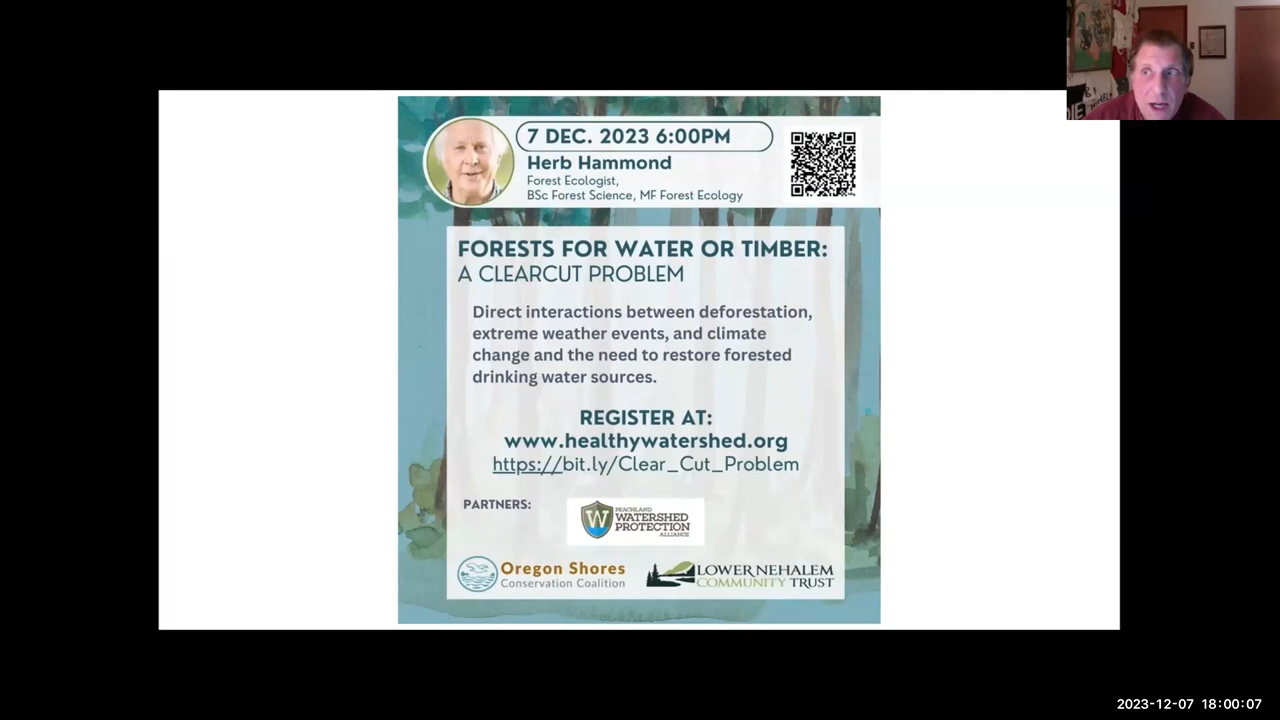 7 DEC. 2023 6:00PM
Herb Hammond
Forest Ecologist,
BSc Forest Science, MF Forest Ecology
FORESTS FOR WATER OR TIMBER:
A CLEARCUT PROBLEM
Direct interactions between deforestation,
extreme weather events, and climate
change and the need to restore forested
drinking water sources.
REGISTER AT:
www.healthywatershed.org
https://bit.ly/Clear_Cut_Problem
PARTNERS:
W
PEACHLAND
WATERSHED
PROTECTION
ALLIANCE
Oregon Shores
Conservation Coalition
LOWER NEHALEM
COMMUNITY TRUST
2023-12-07 18:00:07